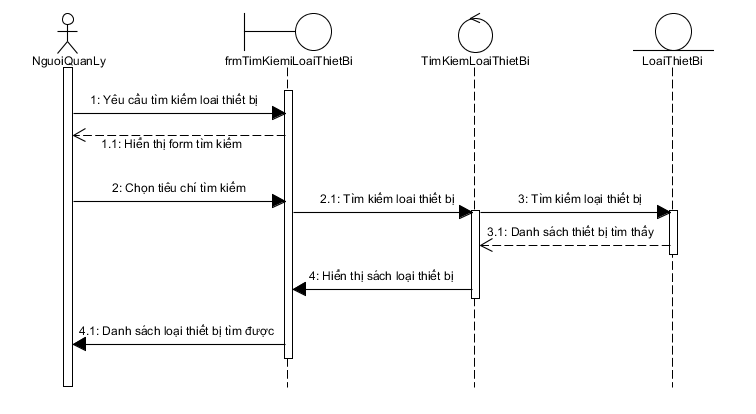 NguoiQuanLy
frmTimKiemiLoaiThietBi
TimKiemLoaiThietBi
LoaiThietBi
1: Yêu cầu tìm kiếm loai thiết bị
1.1: Hiển thị form tìm kiếm
2: Chọn tiêu chí tìm kiếm
2.1: Tìm kiếm loai thiết bị
3: Tìm kiếm loại thiết bị
3.1: Danh sách thiết bị tìm thấy
4: Hiển thị sách loại thiết bị
4.1: Danh sách loại thiết bị tìm được